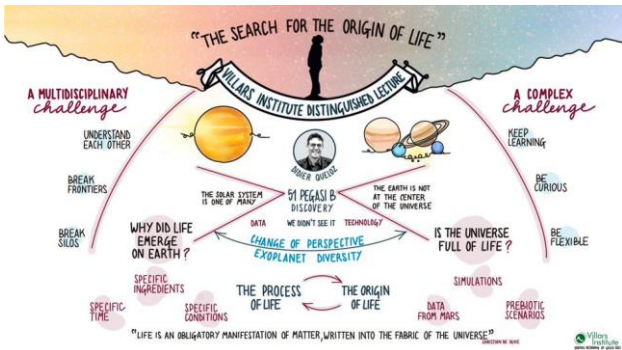 "THE SEARCH FOR THE ORIGIN OF LIFE"
VILLARS INSTITUTE DISTINGUISHED LECTURE
A MULTIDISCIPLINARY
challenge
UNDERSTAND
EACH OTHER
BREAK
FRONTIERS
BREAK
SILOS
A COMPLEX
challenge
KEEP
LEARNING
BE
CURIOUS
BE
FLEXIBLE
DIDIER QUELOZ
THE SOLAR SYSTEM
IS ONE OF MANY
51 PEGASI B
DISCOVERY
THE EARTH IS NOT
AT THE CENTER
OF THE UNIVERSE
DATA
WE DIDN'T SEE IT
TECHNOLOGY
CHANGE OF PERSPECTIVE
EXOPLANET DIVERSITY
WHY DID LIFE
EMERGE
ON EARTH?
IS THE UNIVERSE
FULL OF LIFE?
SPECIFIC
INGREDIENTS
SPECIFIC
TIME
SPECIFIC
CONDITIONS
THE PROCESS
OF LIFE
THE ORIGIN
OF LIFE
SIMULATIONS
DATA
FROM MARS
PREBIOTIC
SCENARIOS
"LIFE IS AN OBLIGATORY MANIFESTATION OF MATTER, WRITTEN INTO THE FABRIC OF THE UNIVERSE"
CHRISTIAN DE DUVE
Villars
Institute